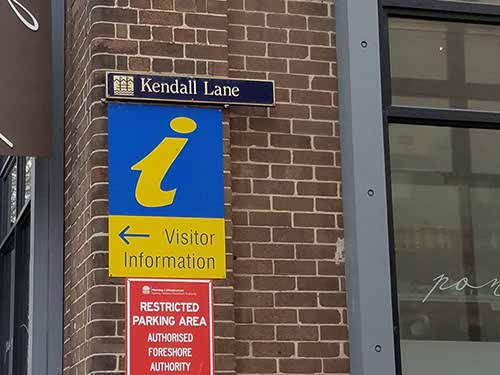 Kendall Lane
i
Visitor
Information
RESTRICTED
PARKING AREA
AUTHORISED
FORESHORE
AUTHORITY